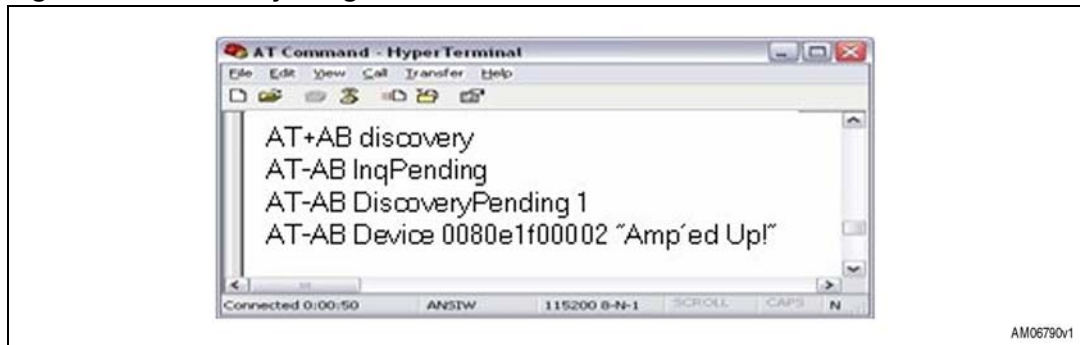 AT Command - HyperTerminal
File Edit View Call Transfer Help
AT+AB discovery
AT-AB InqPending
AT-AB DiscoveryPending 1
AT-AB Device 0080e1f00002 ˝Amp´ed Up!˝
Connected 0:00:50 ANSIW 115200 8-N-1 SCROLL CAPS N
AM06790v1